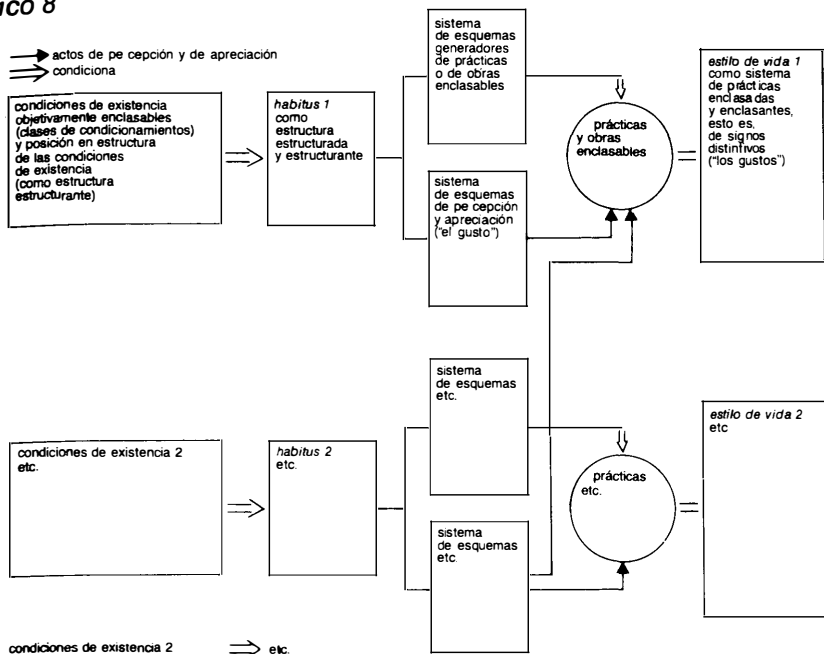 ico 8
actos de pe cepción y de apreciación
condiciona
condiciones de existencia
objetivamente enclasables
(clases de condicionamientos)
y posición en estructura
de las condiciones
de existencia
(como estructura
estructurante)
habitus 1
como
estructura
estructurada
y estructurante
sistema
de esquemas
generadores
de prácticas
o de obras
enclasables
sistema
de esquemas
de pe cepción
y apreciación
("el gusto")
prácticas
y obras
enclasables
estilo de vida 1
como sistema
de prácticas
enclasadas
y enclasantes,
esto es,
de signos
distintivos
("los gustos")
condiciones de existencia 2
etc.
habitus 2
etc.
sistema
de esquemas
etc.
sistema
de esquemas
etc.
prácticas
etc.
estilo de vida 2
etc
condiciones de existencia 2 etc.